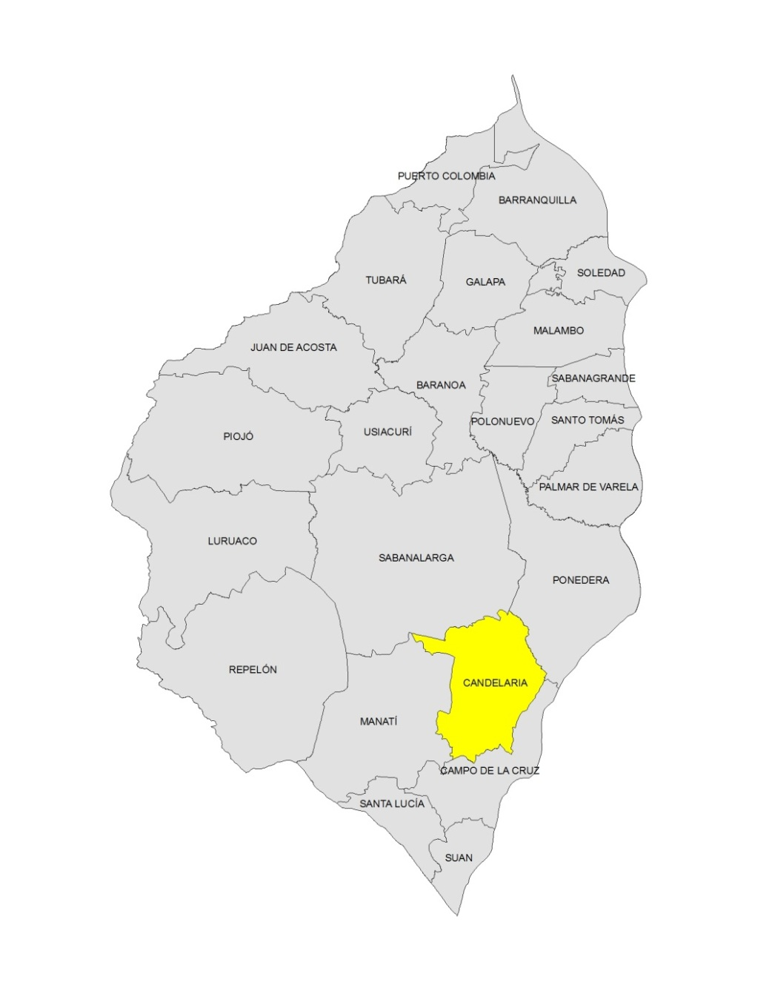 PUERTO COLOMBIA
BARRANQUILLA
SOLEDAD
TUBARÁ
GALAPA
MALAMBO
JUAN DE ACOSTA
SABANAGRANDE
BARANOA
SANTO TOMÁS
POLONUEVO
USIACURÍ
PIOJÓ
PALMAR DE VARELA
LURUACO
SABANALARGA
PONEDERA
REPELÓN
CANDELARIA
MANATÍ
CAMPO DE LA CRUZ
SANTA LUCÍA
SUAN